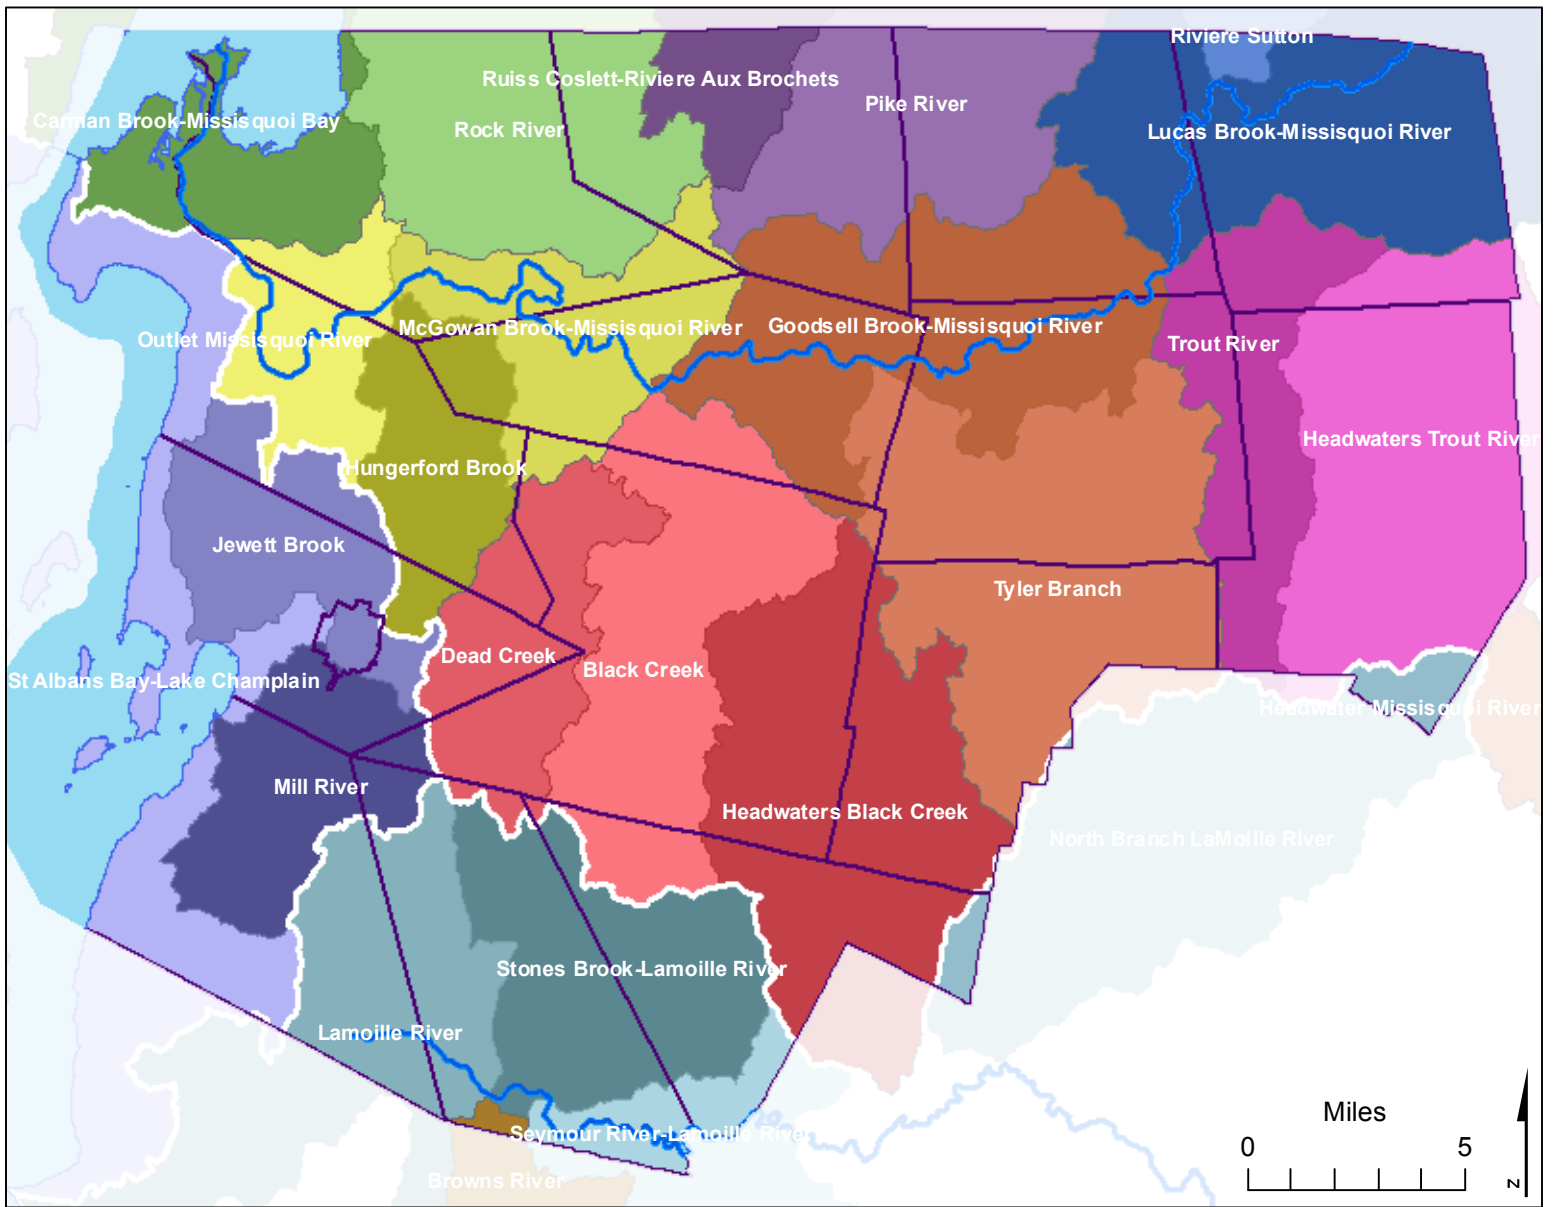 Riviere Sutton
Ruiss Coslett-Riviere Aux Brochets
Pike River
Carman Brook-Missisquoi Bay
Rock River
Lucas Brook-Missisquoi River
Outlet Missisquoi River
McGowan Brook-Missisquoi River
Goodsell Brook-Missisquoi River
Trout River
Headwaters Trout River
Hungerford Brook
Jewett Brook
Tyler Branch
Dead Creek
Black Creek
St Albans Bay-Lake Champlain
Headwater Missisquoi River
Mill River
Headwaters Black Creek
North Branch LaMoille River
Stones Brook-Lamoille River
Lamoille River
Seymour River-Lamoille River
Browns River
Miles
0 5
z